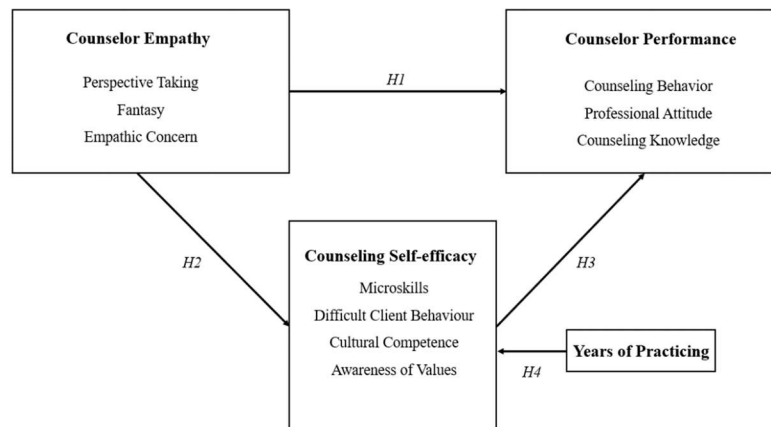 Counselor Empathy
Perspective Taking
Fantasy
Empathic Concern
H1
Counselor Performance
Counseling Behavior
Professional Attitude
Counseling Knowledge
H2
Counseling Self-efficacy
Microskills
Difficult Client Behaviour
Cultural Competence
Awareness of Values
H3
Years of Practicing
H4